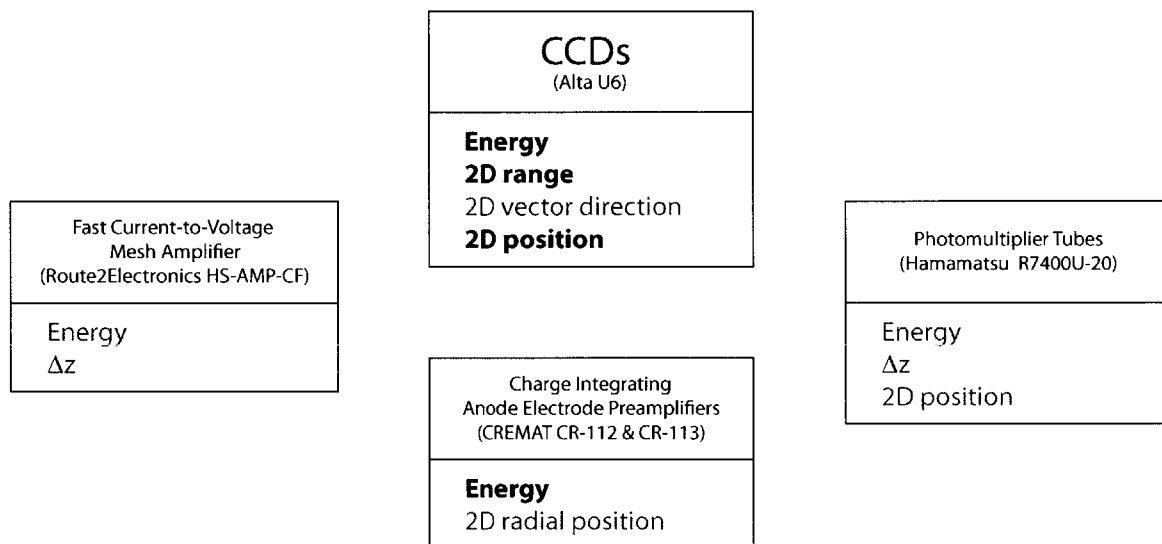 CCDs
(Alta U6)
Energy
2D range
2D vector direction
2D position
Fast Current-to-Voltage
Mesh Amplifier
(Route2Electronics HS-AMP-CF)
Energy
Δz
Photomultiplier Tubes
(Hamamatsu R7400U-20)
Energy
Δz
2D position
Charge Integrating
Anode Electrode Preamplifiers
(CREMAT CR-112 & CR-113)
Energy
2D radial position